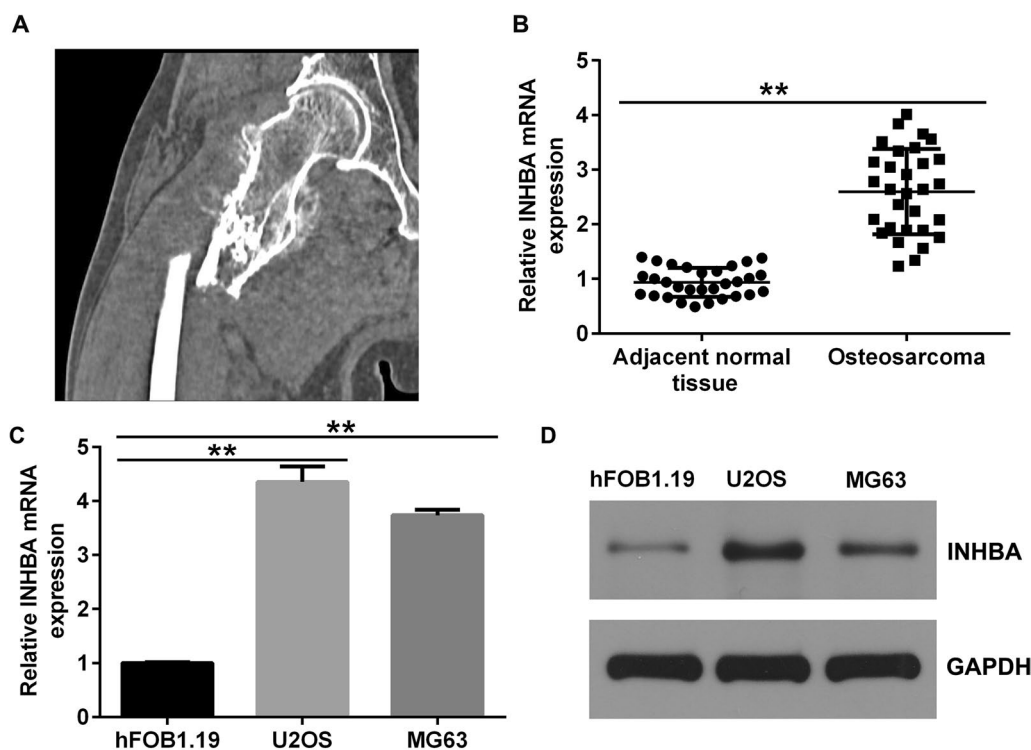 A
B
Relative INHBA mRNA
expression
5
4
3
2
1
0
**
Adjacent normal
tissue
Osteosarcoma
C
Relative INHBA mRNA
expression
5
4
3
2
1
0
**
**
hFOB1.19
U2OS
MG63
D
hFOB1.19 U2OS MG63
INHBA
GAPDH